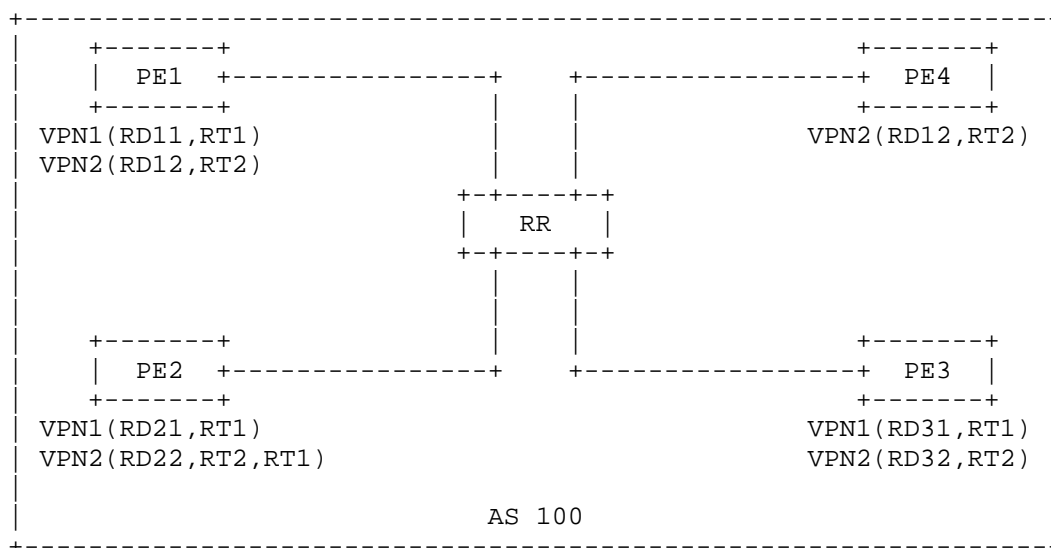 PE1 PE4
VPN1(RD11,RT1) VPN2(RD12,RT2)
VPN2(RD12,RT2)
RR
PE2 PE3
VPN1(RD21,RT1) VPN1(RD31,RT1)
VPN2(RD22,RT2,RT1) VPN2(RD32,RT2)
AS 100